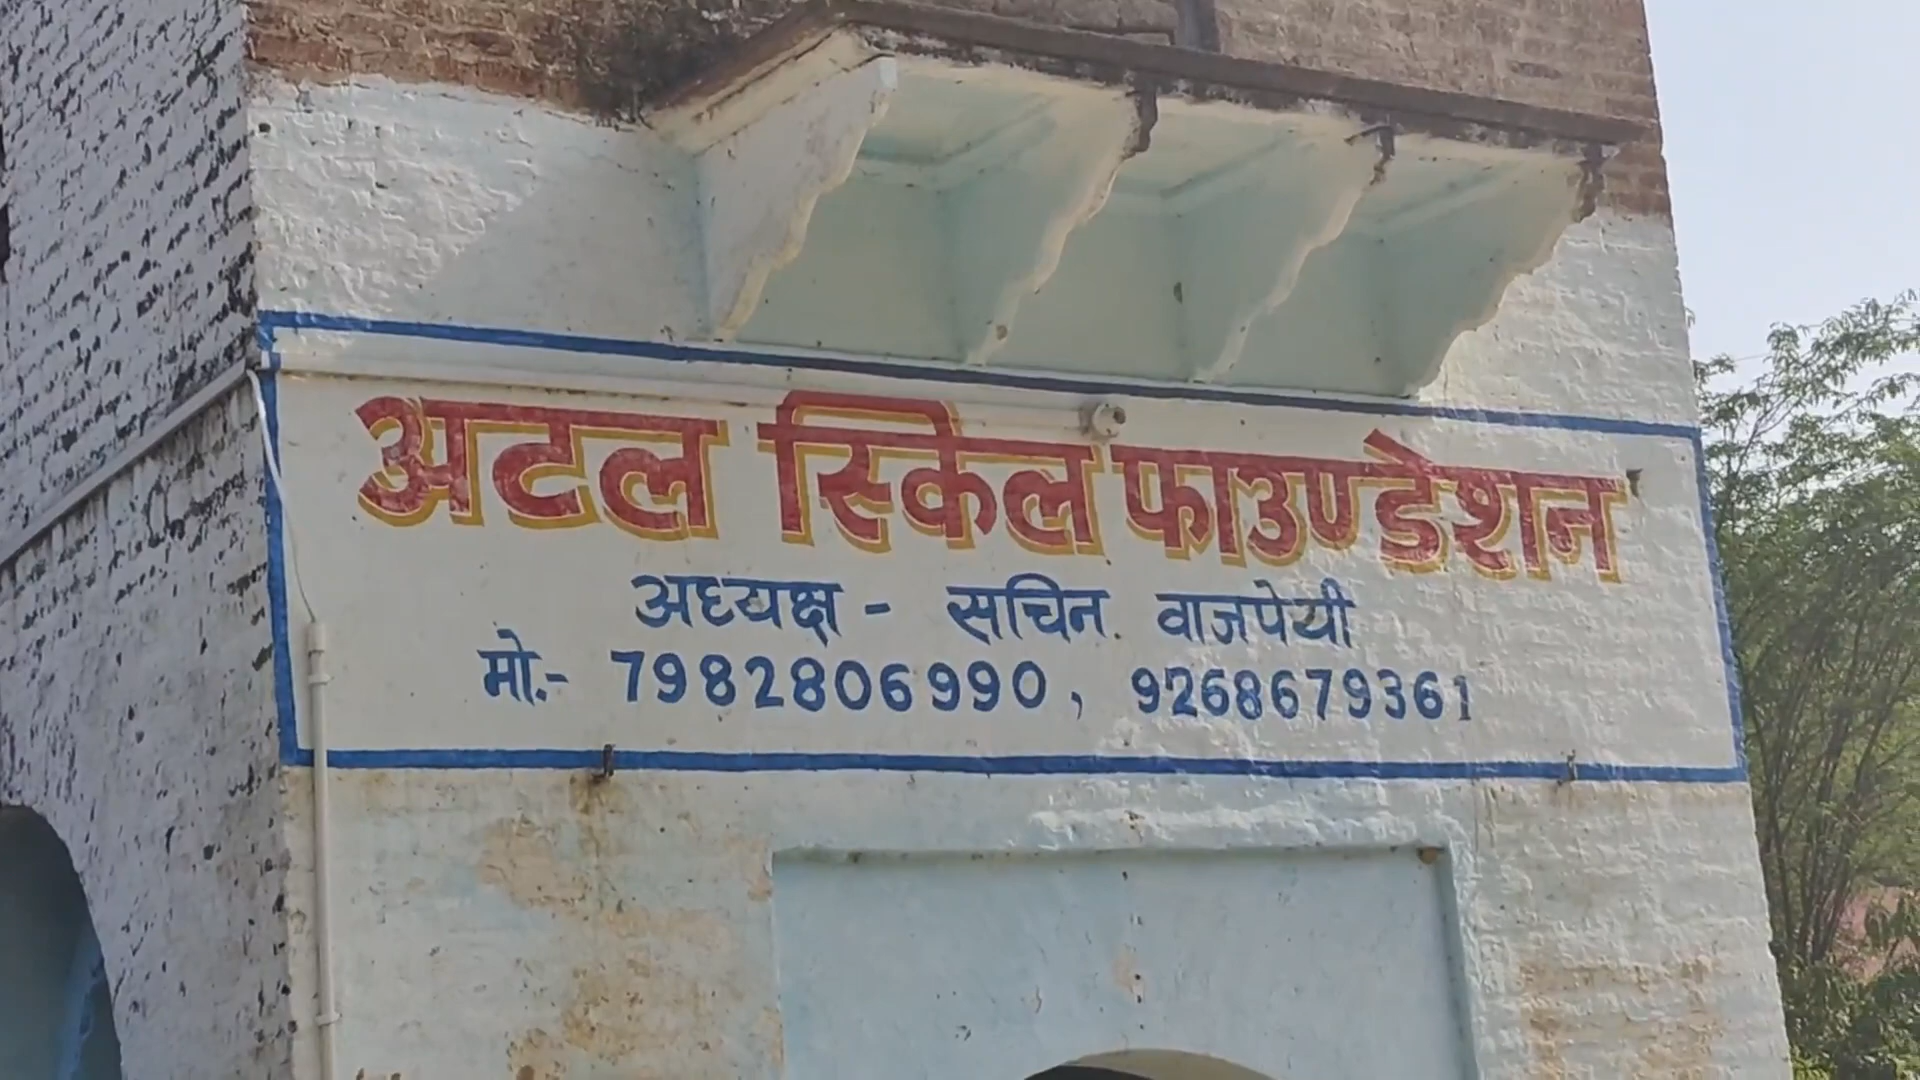 अटल स्किल फाउण्डेशन
अध्यक्ष - सचिन वाजपेयी
मो.- 7982806990, 9268679361